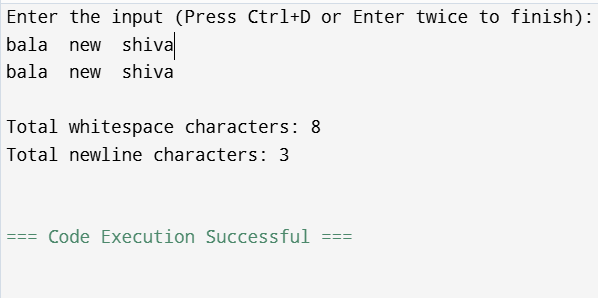 Enter the input (Press Ctrl+D or Enter twice to finish):
bala  new  shiva
bala  new  shiva
Total whitespace characters: 8
Total newline characters: 3
=== Code Execution Successful ===